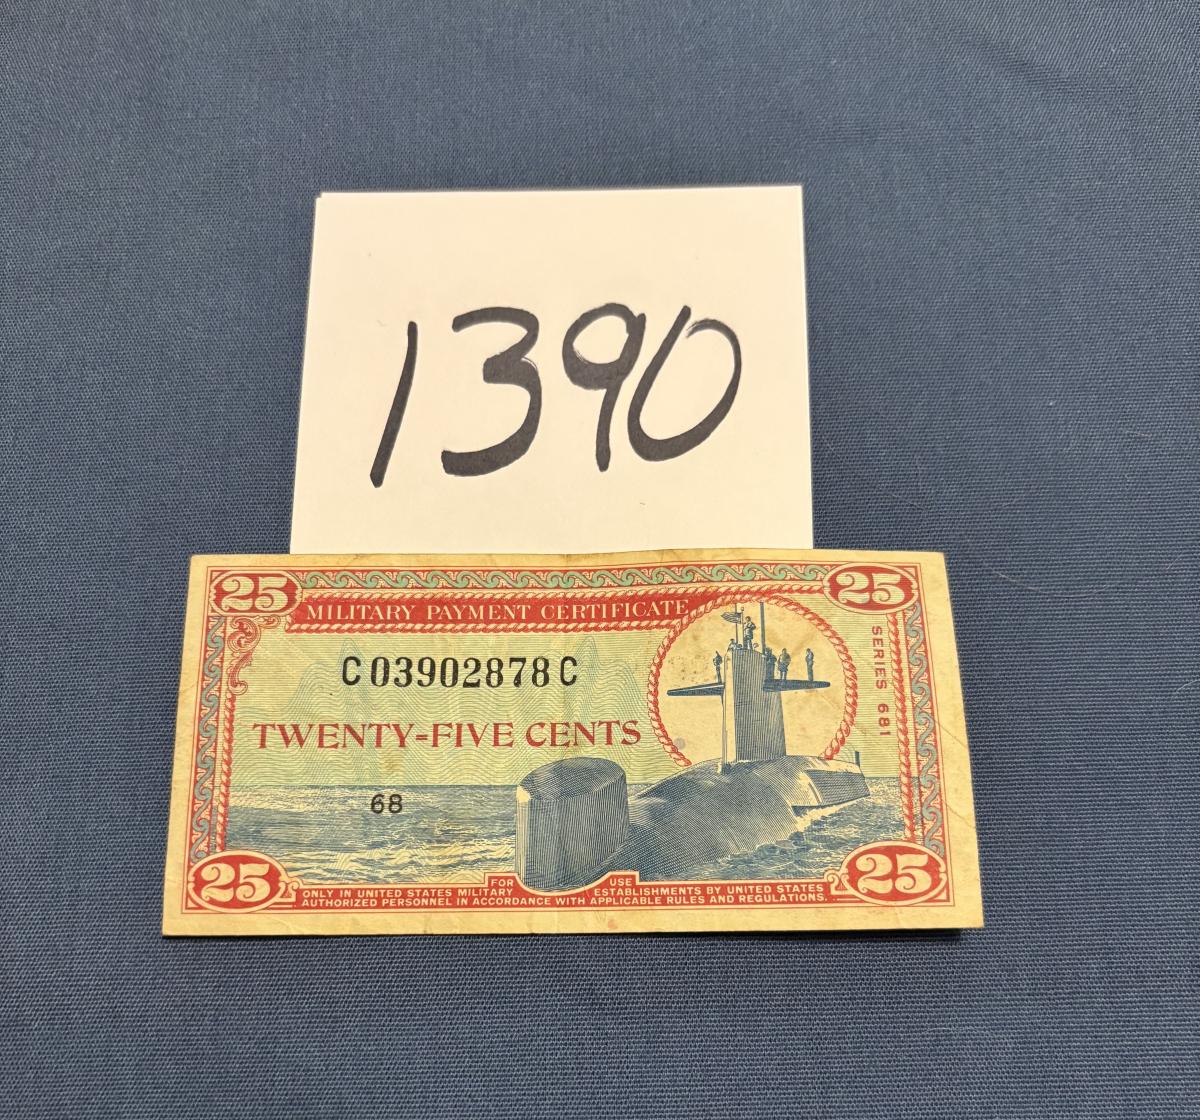 1390
25 25
MILITARY PAYMENT CERTIFICATE
SERIES 681
C03902878C
TWENTY-FIVE CENTS
68
25 25
FOR USE
ONLY IN UNITED STATES MILITARY ESTABLISHMENTS BY UNITED STATES
AUTHORIZED PERSONNEL IN ACCORDANCE WITH APPLICABLE RULES AND REGULATIONS.